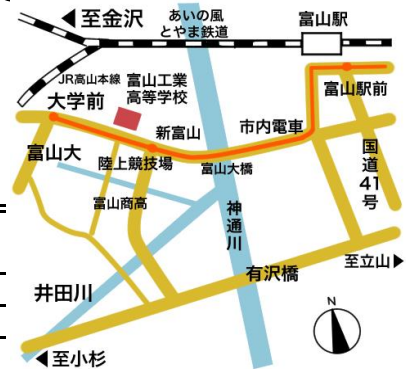 ◀至金沢
あいの風
とやま鉄道
富山駅
JR高山本線
富山工業
高等学校
大学前
新富山
市内電車
富山駅前
富山大
陸上競技場
富山大橋
国道41号
富山商高
神通川
有沢橋
至立山▶
井田川
N
◀至小杉